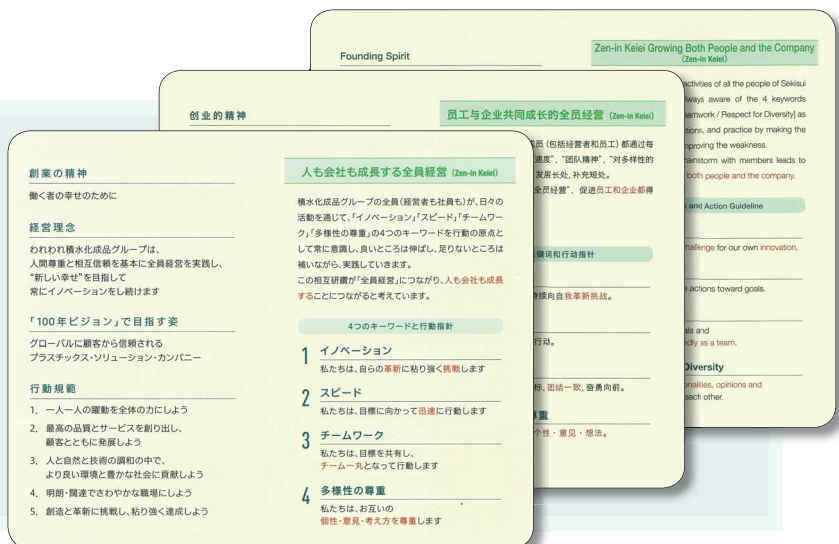 Founding Spirit
Zen-in Keiei Growing Both People and the Company
(Zen-in Keiei)
activities of all the people of Sekisui
always aware of the 4 keywords
Teamwork / Respect for Diversity] as
and practice by making the
improving the weakness.
brainstorm with members leads to
both people and the company.
and Action Guideline
challenge for our own innovation.
actions toward goals.
and
as a team.
Diversity
opinions and
each other.
创业的精神
员工与企业共同成长的全员经营 (Zen-in Keiei)
(包括经营者和员工) 都通过每
速度”, “团队精神”, “对多样性的
发展长处, 补充短处。
全员经营”, 促进员工和企业都得
键词和行动指针
持续向自我革新挑战。
行动。
标, 团结一致, 奋勇向前。
重
个性・意见・想法。
創業の精神
働く者の幸せのために
経営理念
われわれ積水化成品グループは、
人間尊重と相互信頼を基本に全員経営を実践し、
“新しい幸せ”を目指して
常にイノベーションをし続けます
「100年ビジョン」で目指す姿
グローバルに顧客から信頼される
プラスチックス・ソリューション・カンパニー
行動規範
1. 一人一人の躍動を全体の力にしよう
2. 最高の品質とサービスを創り出し、
顧客とともに発展しよう
3. 人と自然と技術の調和の中で、
より良い環境と豊かな社会に貢献しよう
4. 明朗・闊達でさわやかな職場にしよう
5. 創造と革新に挑戦し、粘り強く達成しよう
人も会社も成長する全員経営 (Zen-in Keiei)
積水化成品グループの全員(経営者も社員も)が、日々の
活動を通じて、「イノベーション」「スピード」「チームワー
ク」「多様性の尊重」の4つのキーワードを行動の原点と
して常に意識し、良いところは伸ばし、足りないところは
補いながら、実践していきます。
この相互研鑽が「全員経営」につながり、人も会社も成長
することにつながると考えています。
4つのキーワードと行動指針
1 イノベーション
私たちは、自らの革新に粘り強く挑戦します
2 スピード
私たちは、目標に向かって迅速に行動します
3 チームワーク
私たちは、目標を共有し、
チーム一丸となって行動します
4 多様性の尊重
私たちは、お互いの
個性・意見・考え方を尊重します